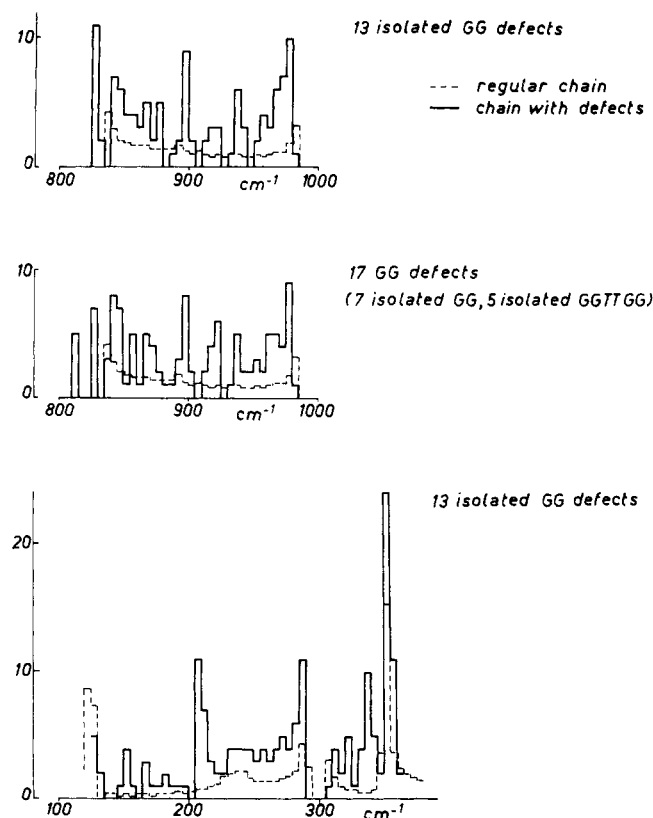 10
0
800
900
cm⁻¹
1000
13 isolated GG defects
regular chain
chain with defects
10
0
800
900
cm⁻¹
1000
17 GG defects
(7 isolated GG, 5 isolated GGTTGG)
20
10
0
100
200
300
cm⁻¹
13 isolated GG defects